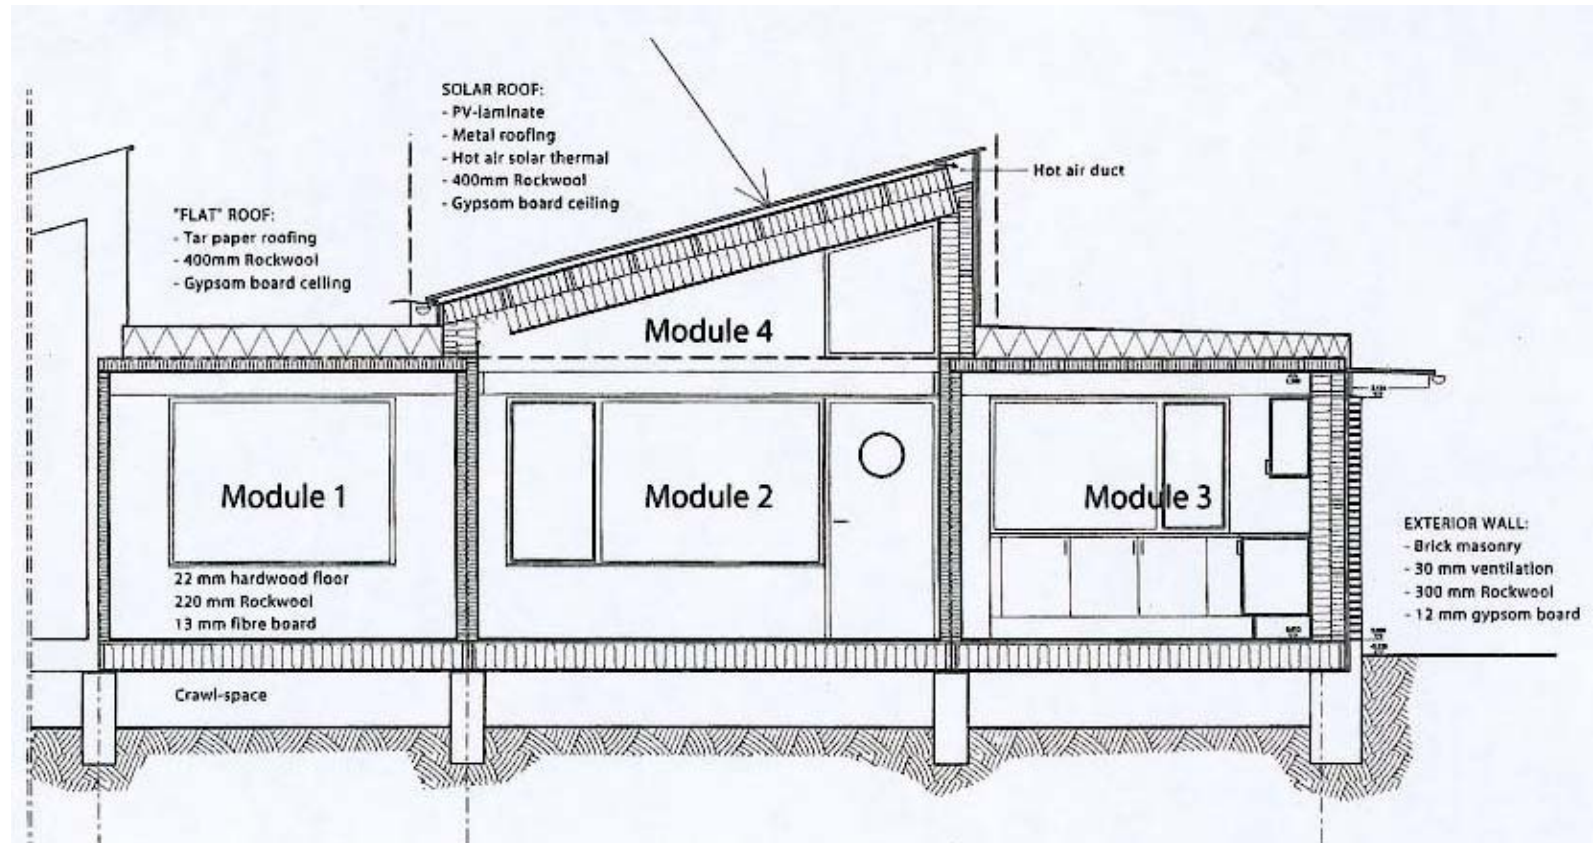 SOLAR ROOF:
- PV-laminate
- Metal roofing
- Hot air solar thermal
- 400mm Rockwool
- Gypsom board ceiling
Hot air duct
"FLAT" ROOF:
- Tar paper roofing
- 400mm Rockwool
- Gypsom board ceiling
Module 4
Module 1
Module 2
Module 3
22 mm hardwood floor
220 mm Rockwool
13 mm fibre board
EXTERIOR WALL:
- Brick masonry
- 30 mm ventilation
- 300 mm Rockwool
- 12 mm gypsom board
Crawl-space